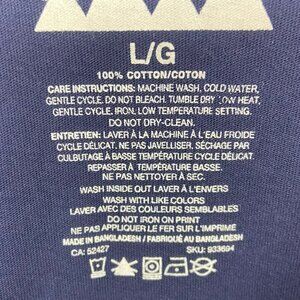 L/G
100% COTTON/COTON
CARE INSTRUCTIONS: MACHINE WASH, COLD WATER,
GENTLE CYCLE. DO NOT BLEACH. TUMBLE DRY LOW HEAT,
GENTLE CYCLE. IRON, LOW TEMPERATURE SETTING.
DO NOT DRY-CLEAN.
ENTRETIEN: LAVER À LA MACHINE À L'EAU FROIDE
CYCLE DÉLICAT. NE PAS JAVELLISER. SÉCHAGE PAR
CULBUTAGE À BASSE TEMPÉRATURE CYCLE DÉLICAT.
REPASSER À TEMPÉRATURE BASSE.
NE PAS NETTOYER À SEC.
WASH INSIDE OUT LAVER À L'ENVERS
WASH WITH LIKE COLORS
LAVER AVEC DES COULEURS SEMBLABLES
DO NOT IRON ON PRINT
NE PAS APPLIQUER LE FER SUR L'IMPRIMÉ
MADE IN BANGLADESH / FABRIQUÉ AU BANGLADESH
CA: 52427 SKU: 933694